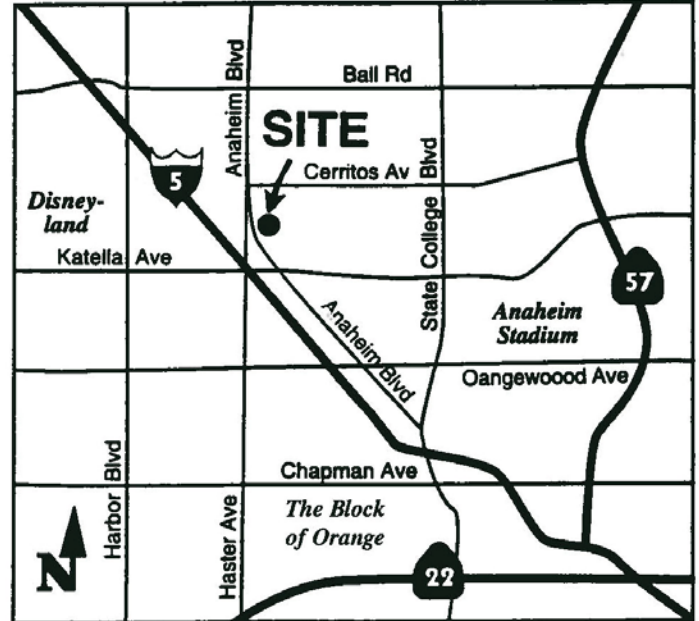 Anaheim Blvd
Ball Rd
SITE
Cerritos Av
State College Blvd
5
Disney-
land
Katella Ave
57
Anaheim
Stadium
Anaheim Blvd
Oangewoood Ave
Chapman Ave
Harbor Blvd
Haster Ave
The Block
of Orange
22
N